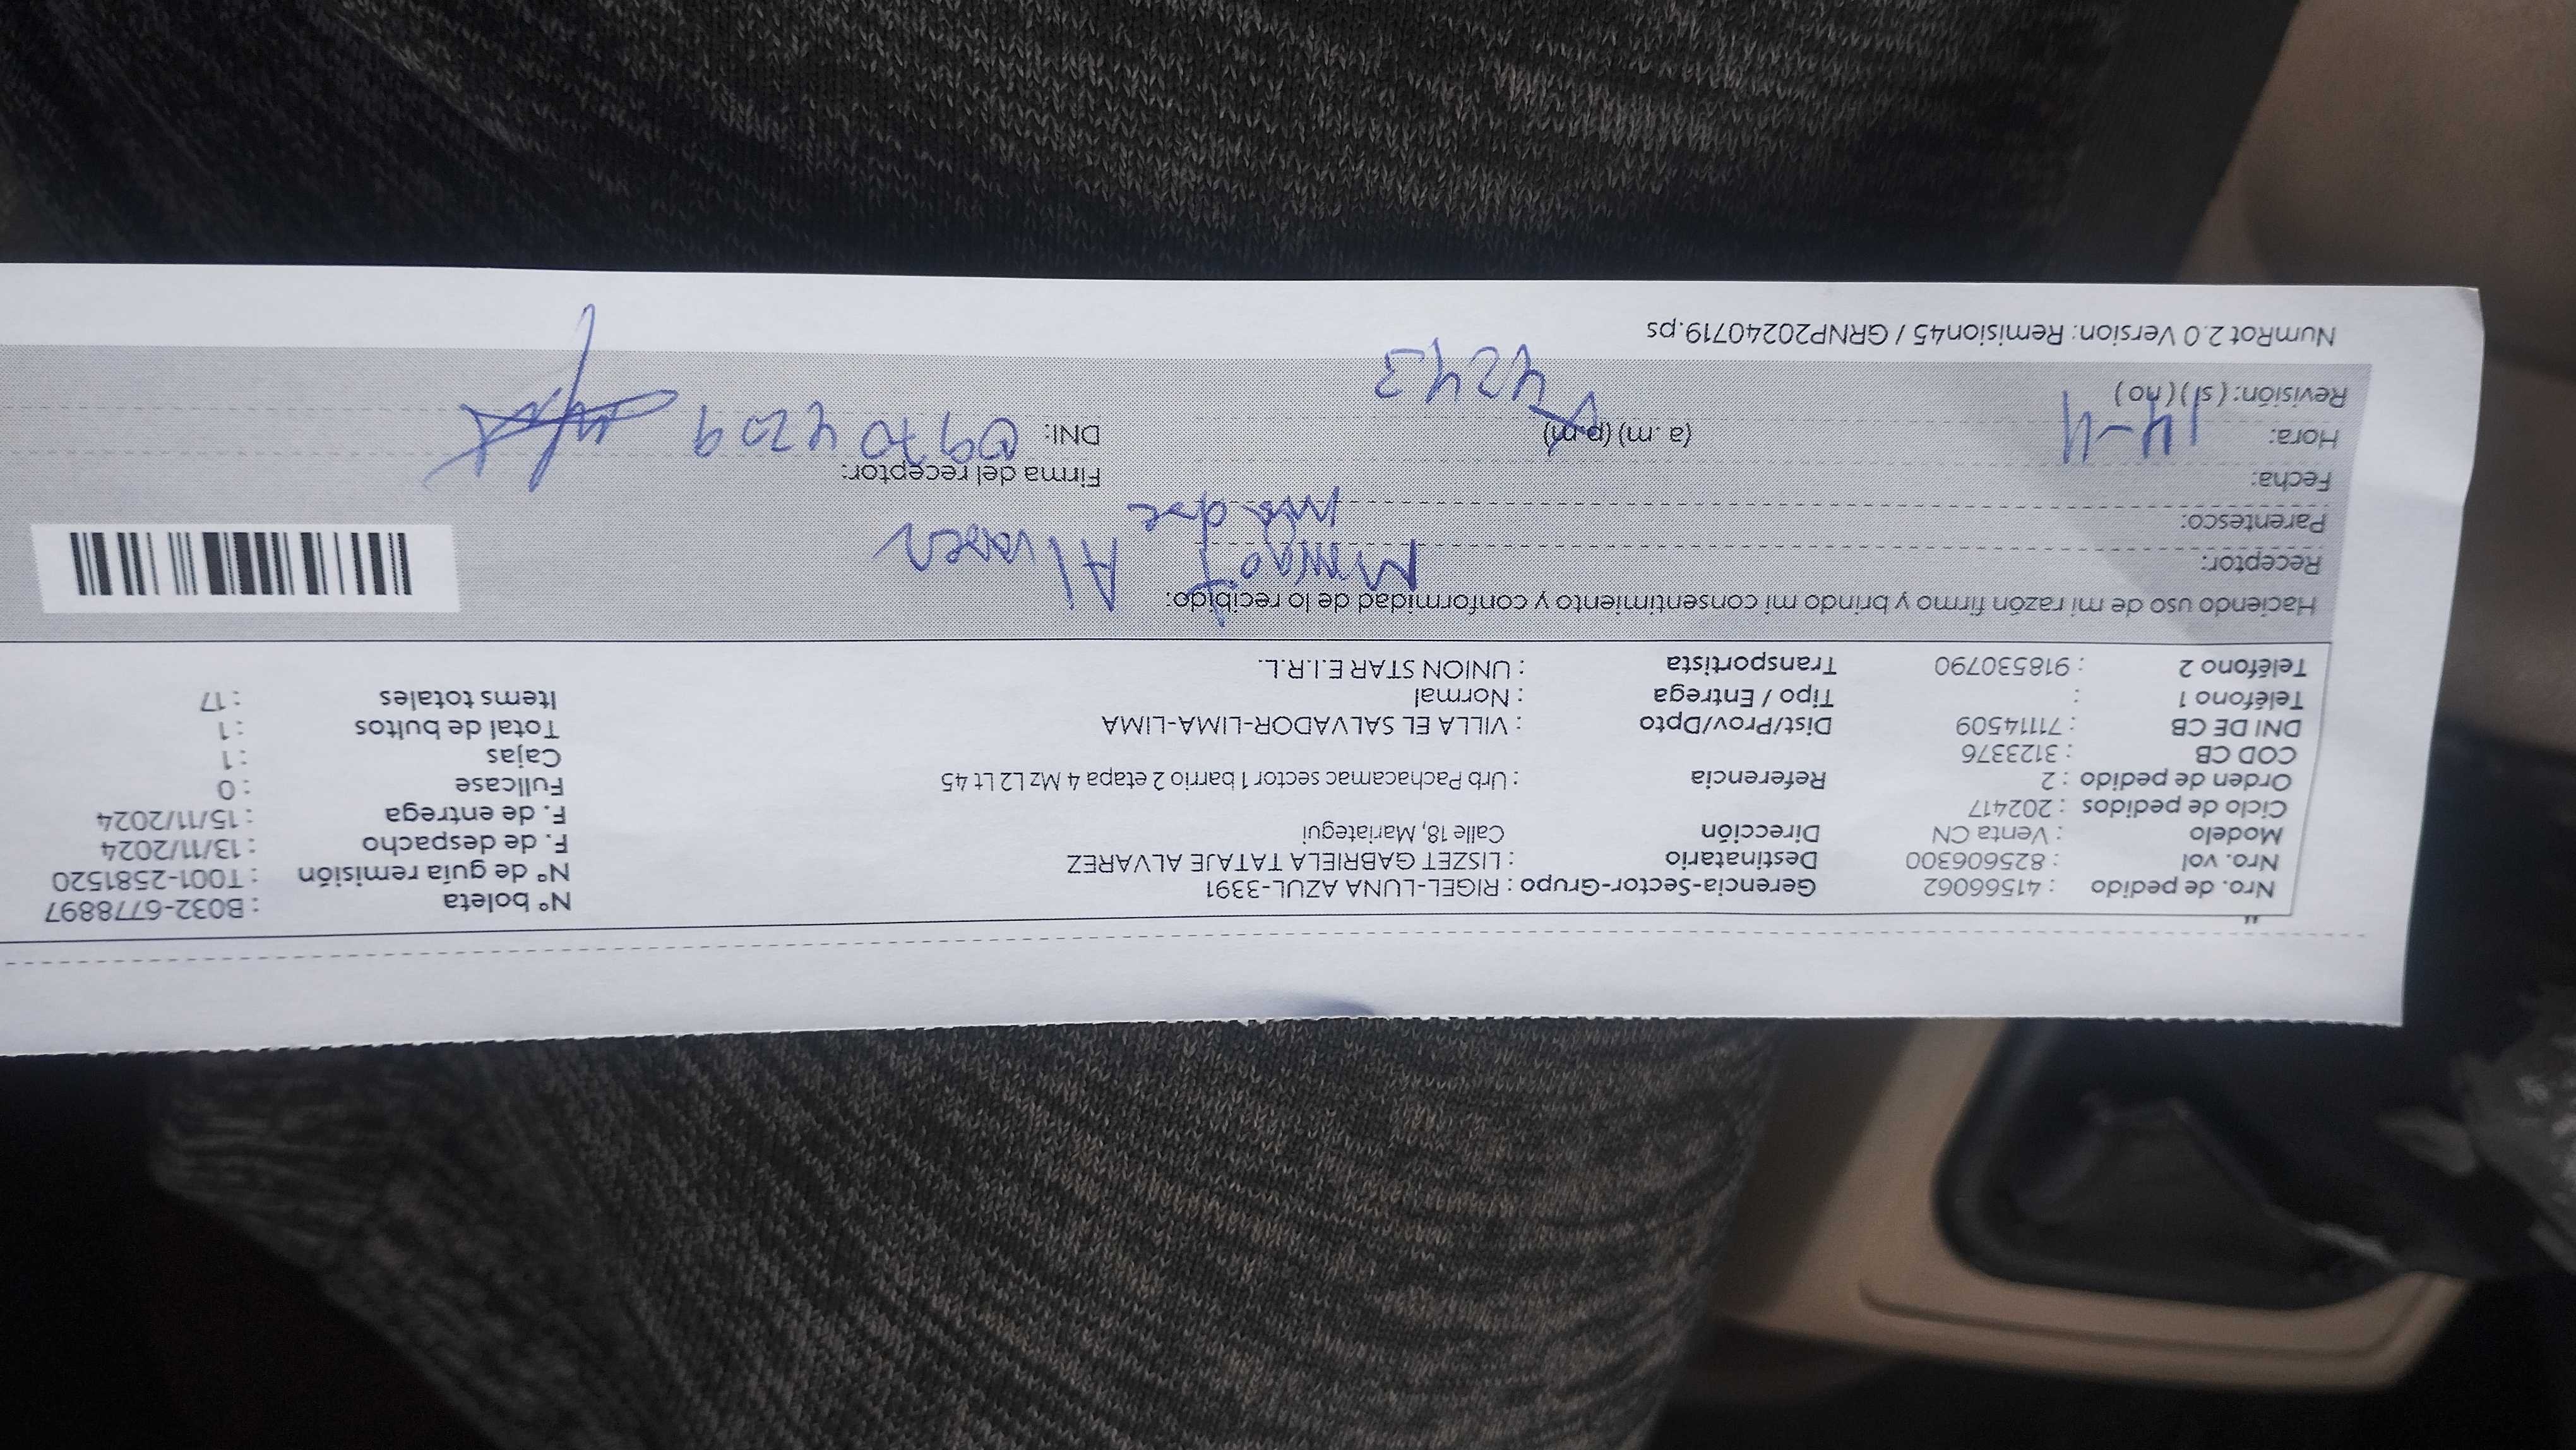 Nro. de pedido : 41566062 Gerencia-Sector-Grupo : RIGEL-LUNA AZUL-3391 N° boleta : B032-6778897
Nro. vol : 825606300 Destinatario : LISZET GABRIELA TATAJE ALVAREZ N° de guía remisión : T001-2581520
Modelo : Venta CN Dirección Calle 18, Mariategui F. de despacho : 13/11/2024
Ciclo de pedidos : 202417 F. de entrega : 15/11/2024
Orden de pedido : 2 Referencia : Urb Pachacamac sector 1 barrio 2 etapa 4 Mz L2 Lt 45 Fullcase : 0
COD CB : 3123376 Cajas : 1
DNI DE CB : 71114509 Dist/Prov/Dpto : VILLA EL SALVADOR-LIMA-LIMA Total de bultos : 1
Teléfono 1 : Tipo / Entrega : Normal Items totales : 17
Teléfono 2 : 918530790 Transportista : UNION STAR E.I.R.L.
Haciendo uso de mi razón firmo y brindo mi consentimiento y conformidad de lo recibido:
Receptor: Alvarez
Parentesco: madre
Fecha: 14-11 Firma del receptor:
Hora: (a.m) (p.m) DNI: 09704209
Revisión: ( si ) ( no ) 4243
NumRot 2.0 Version: Remision45 / GRNP20240719.ps